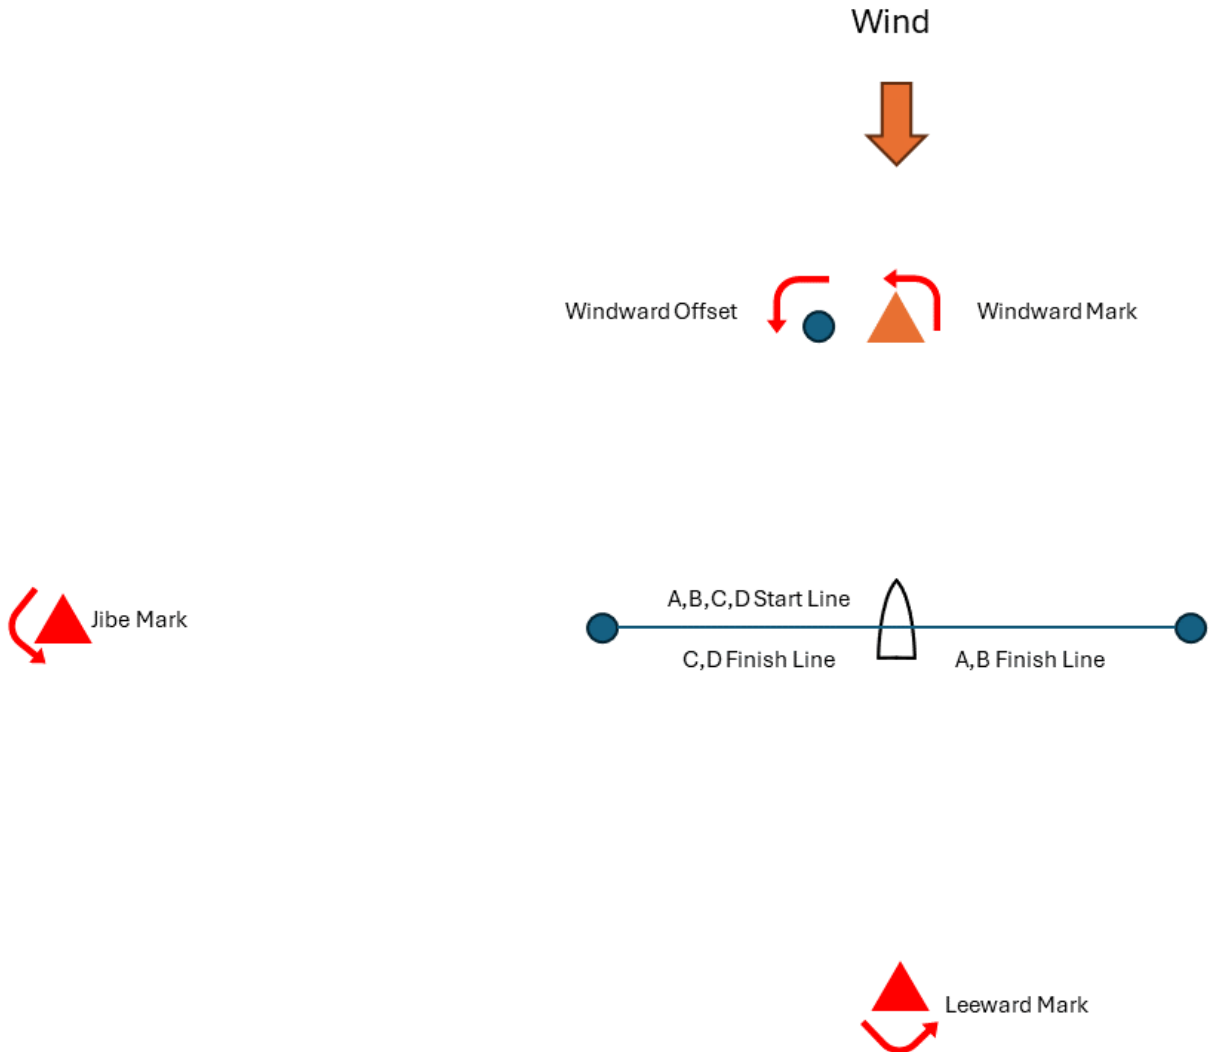 Wind
Windward Offset
Windward Mark
A,B,C,D Start Line
Jibe Mark
C,D Finish Line
A,B Finish Line
Leeward Mark